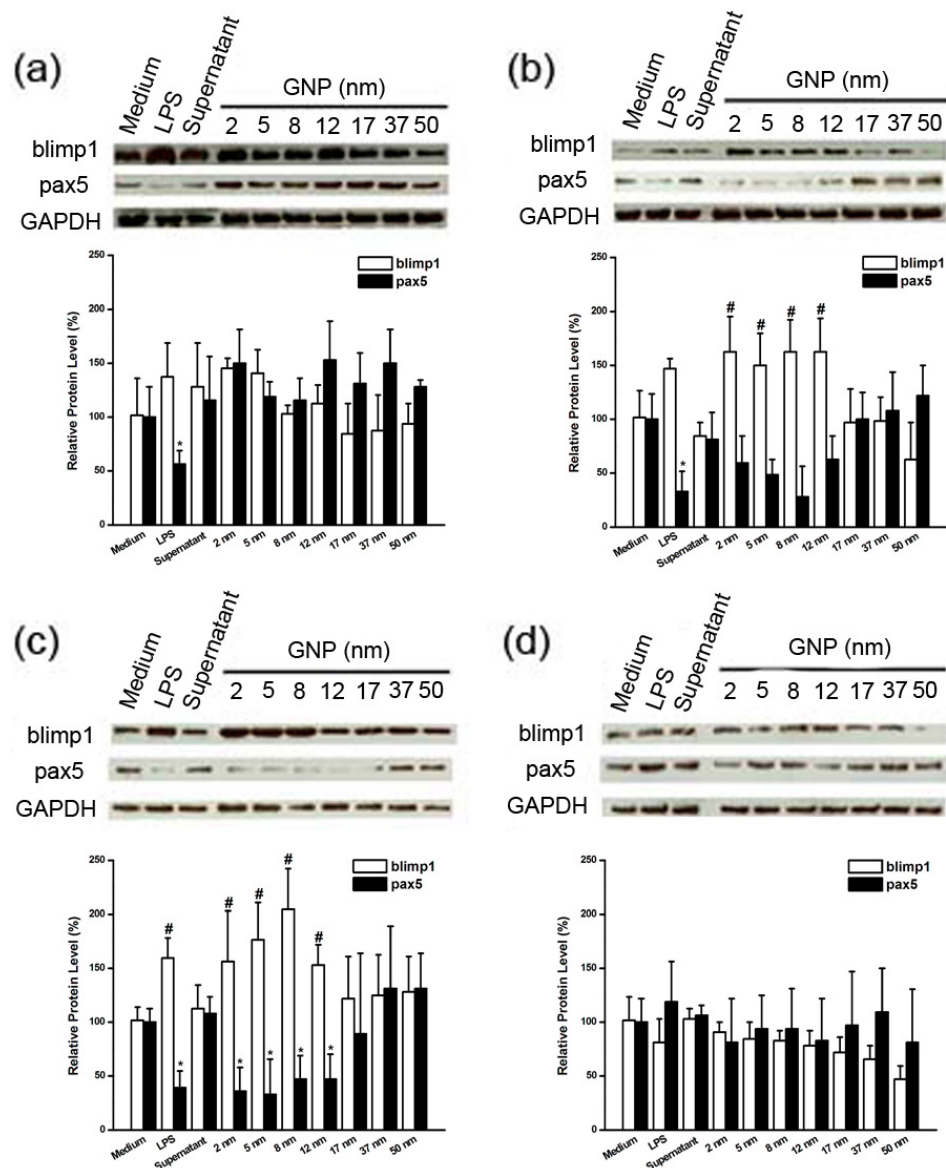 (a)
Medium LPS Supernatant GNP (nm)
2 5 8 12 17 37 50
blimp1
pax5
GAPDH
250
200
150
100
50
0
Relative Protein Level (%)
blimp1
pax5
*
Medium LPS Supernatant 2 nm 5 nm 8 nm 12 nm 17 nm 37 nm 50 nm
(b)
Medium LPS Supernatant GNP (nm)
2 5 8 12 17 37 50
blimp1
pax5
GAPDH
250
200
150
100
50
0
Relative Protein Level (%)
blimp1
pax5
# # # #
*
Medium LPS Supernatant 2 nm 5 nm 8 nm 12 nm 17 nm 37 nm 50 nm
(c)
Medium LPS Supernatant GNP (nm)
2 5 8 12 17 37 50
blimp1
pax5
GAPDH
250
200
150
100
50
0
Relative Protein Level (%)
blimp1
pax5
# # # # #
* * * * *
Medium LPS Supernatant 2 nm 5 nm 8 nm 12 nm 17 nm 37 nm 50 nm
(d)
Medium LPS Supernatant GNP (nm)
2 5 8 12 17 37 50
blimp1
pax5
GAPDH
250
200
150
100
50
0
Relative Protein Level (%)
blimp1
pax5
Medium LPS Supernatant 2 nm 5 nm 8 nm 12 nm 17 nm 37 nm 50 nm